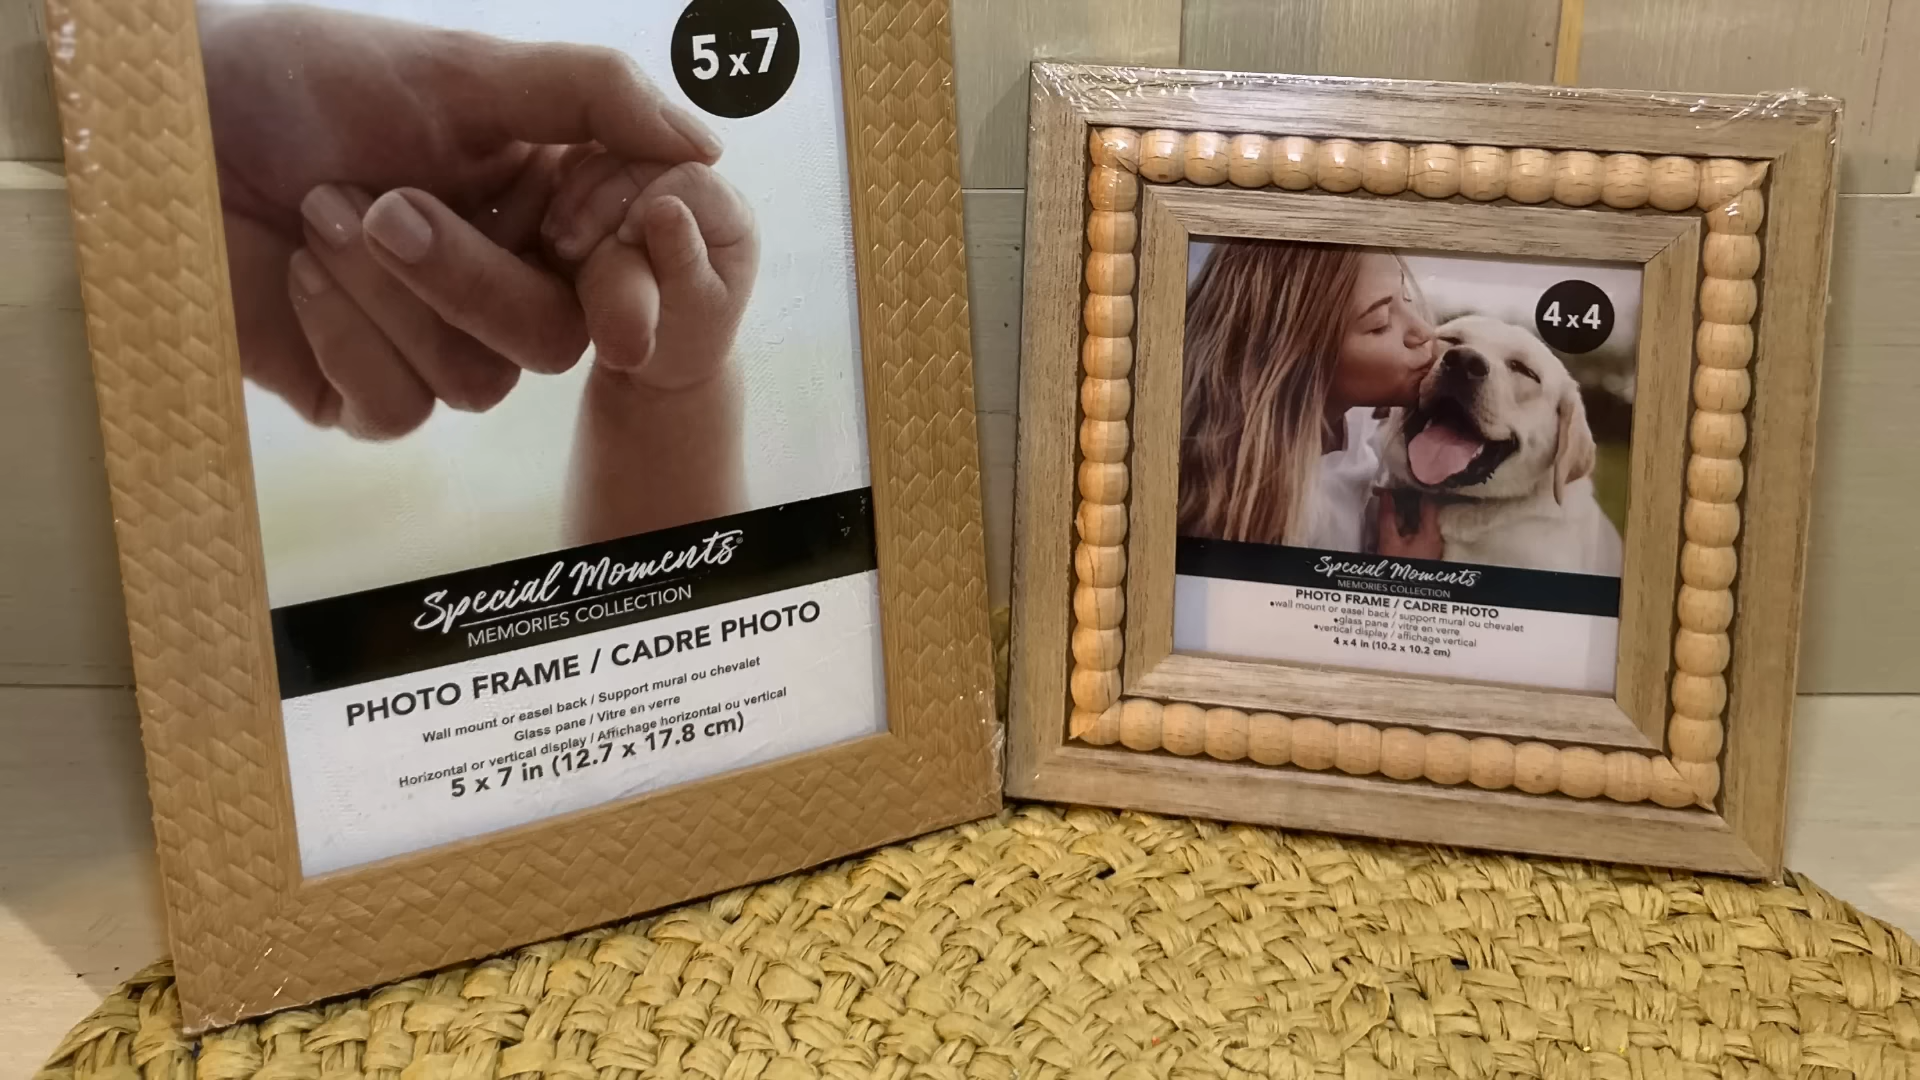 5x7
Special Moments®
MEMORIES COLLECTION
PHOTO FRAME / CADRE PHOTO
Wall mount or easel back / Support mural ou chevalet
Glass pane / Vitre en verre
Horizontal or vertical display / Affichage horizontal ou vertical
5 x 7 in (12.7 x 17.8 cm)
4x4
Special Moments
MEMORIES COLLECTION
PHOTO FRAME / CADRE PHOTO
•wall mount or easel back / support mural ou chevalet
•glass pane / vitre en verre
•vertical display / affichage vertical
4 x 4 in (10.2 x 10.2 cm)